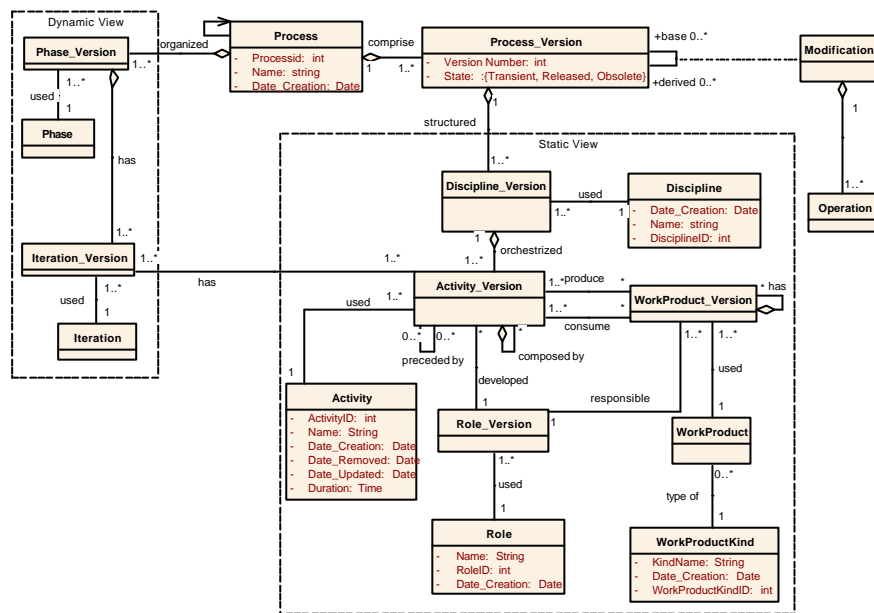 Dynamic View
Phase_Version
organized
1..*
used
1..*
1
Phase
has
1..*
Iteration_Version
1..*
used
1..*
1
Iteration
Process
- Processid: int
- Name: string
- Date_Creation: Date
comprise
1
1..*
Process_Version
- Version Number: int
- State: :{Transient, Released, Obsolete}
+base 0..*
+derived 0..*
Modification
1
1..*
Operation
1
structured
1..*
Static View
Discipline_Version
used
1..*
1
Discipline
- Date_Creation: Date
- Name: string
- DisciplineID: int
1
orchestrized
1..*
has
1..*
Activity_Version
1..*
produce
*
1..*
consume
*
WorkProduct_Version
* has
used
1..*
0..*
0..*
preceded by
*
*
composed by
1..*
1..*
developed
responsible
used
1
1
1
1
Activity
- ActivityID: int
- Name: String
- Date_Creation: Date
- Date_Removed: Date
- Date_Updated: Date
- Duration: Time
Role_Version
WorkProduct
1..*
used
1
0..*
type of
1
Role
- Name: String
- RoleID: int
- Date_Creation: Date
WorkProductKind
- KindName: String
- Date_Creation: Date
- WorkProductKindID: int